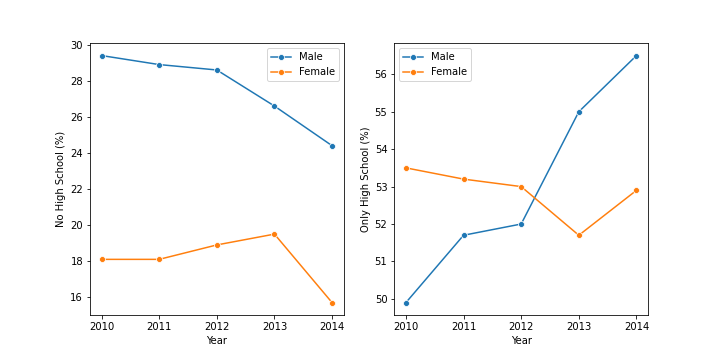 30
28
26
24
22
20
18
16
No High School (%)
2010 2011 2012 2013 2014
Year
Male
Female
56
55
54
53
52
51
50
Only High School (%)
2010 2011 2012 2013 2014
Year
Male
Female